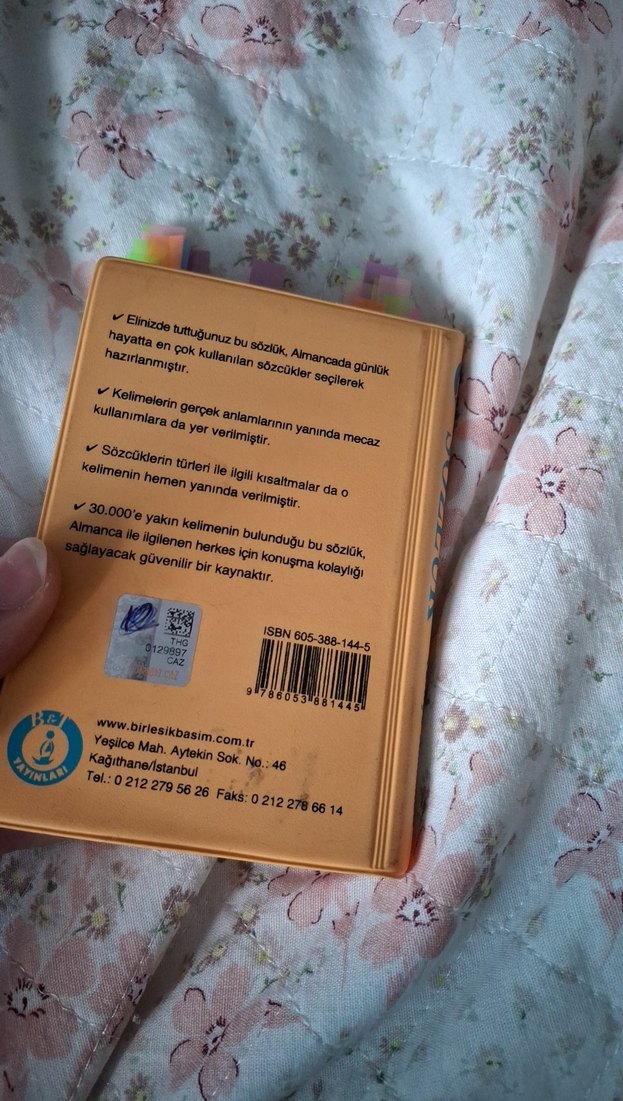 ✔ Elinizde tuttuğunuz bu sözlük, Almancada günlük
hayatta en çok kullanılan sözcükler seçilerek
hazırlanmıştır.
✔ Kelimelerin gerçek anlamlarının yanında mecaz
kullanımlara da yer verilmiştir.
✔ Sözcüklerin türleri ile ilgili kısaltmalar da o
kelimenin hemen yanında verilmiştir.
✔ 30.000'e yakın kelimenin bulunduğu bu sözlük,
Almanca ile ilgilenen herkes için konuşma kolaylığı
sağlayacak güvenilir bir kaynaktır.
THG
0129897
CAZ
ISBN 605-388-144-5
9 786053 881445
YAYINLARI
www.birlesikbasim.com.tr
Yeşilce Mah. Aytekin Sok. No.: 46
Kağıthane/İstanbul
Tel.: 0 212 279 56 26 Faks: 0 212 278 66 14